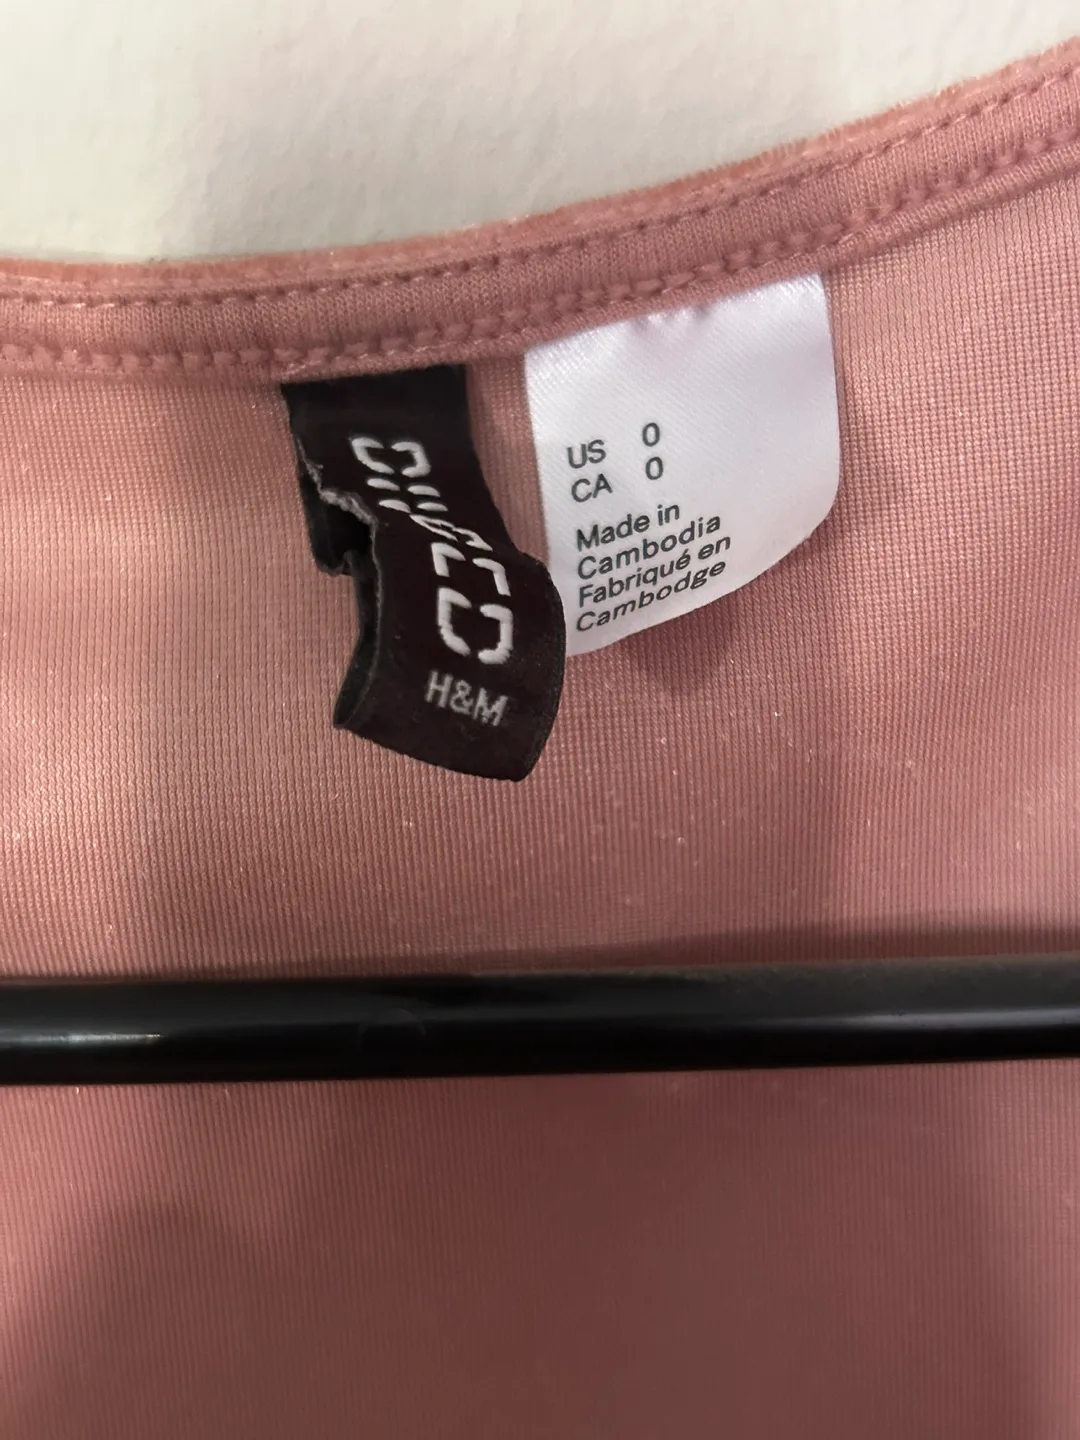 DIVIDED
H&M
US 0
CA 0
Made in
Cambodia
Fabriqué en
Cambodge